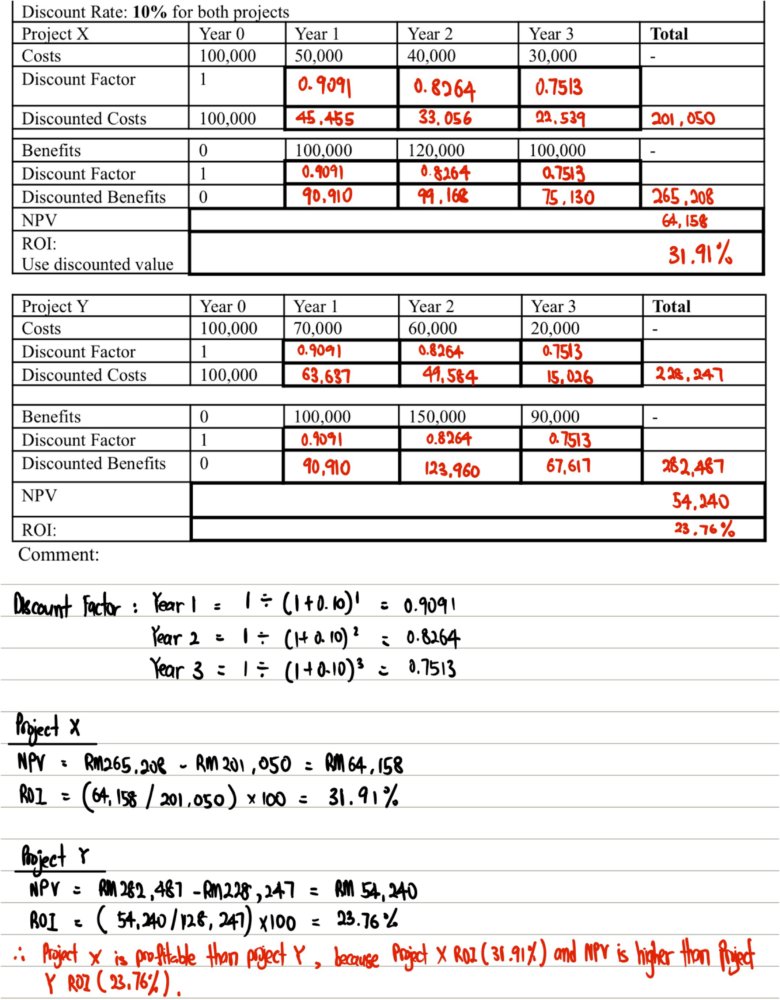 Discount Rate: 10% for both projects
Project X Year 0 Year 1 Year 2 Year 3 Total
Costs 100,000 50,000 40,000 30,000 -
Discount Factor 1 0.9091 0.8264 0.7513
Discounted Costs 100,000 45.455 33.056 22.539 201,050
Benefits 0 100,000 120,000 100,000 -
Discount Factor 1 0.9091 0.8264 0.7513
Discounted Benefits 0 90,910 99,168 75,130 265,208
NPV 64,158
ROI:
Use discounted value 31.91%
Project Y Year 0 Year 1 Year 2 Year 3 Total
Costs 100,000 70,000 60,000 20,000 -
Discount Factor 1 0.9091 0.8264 0.7513
Discounted Costs 100,000 63,637 49,584 15,026 228,247
Benefits 0 100,000 150,000 90,000 -
Discount Factor 1 0.9091 0.8264 0.7513
Discounted Benefits 0 90,910 123,960 67,617 282,487
NPV 54,240
ROI: 23.76%
Comment:
Discount Factor : Year 1 = 1 ÷ (1+0.10)¹ = 0.9091
Year 2 = 1 ÷ (1+0.10)² = 0.8264
Year 3 = 1 ÷ (1+0.10)³ = 0.7513
Project X
NPV = RM265,208 - RM201,050 = RM64,158
ROI = (64,158 / 201,050) x 100 = 31.91%
Project Y
NPV = RM282,487 - RM228,247 = RM 54,240
ROI = (54,240/128,247) x100 = 23.76%
∴ Project X is profitable than project Y, because Project X ROI (31.91%) and NPV is higher than Project
Y ROI (23.76%).